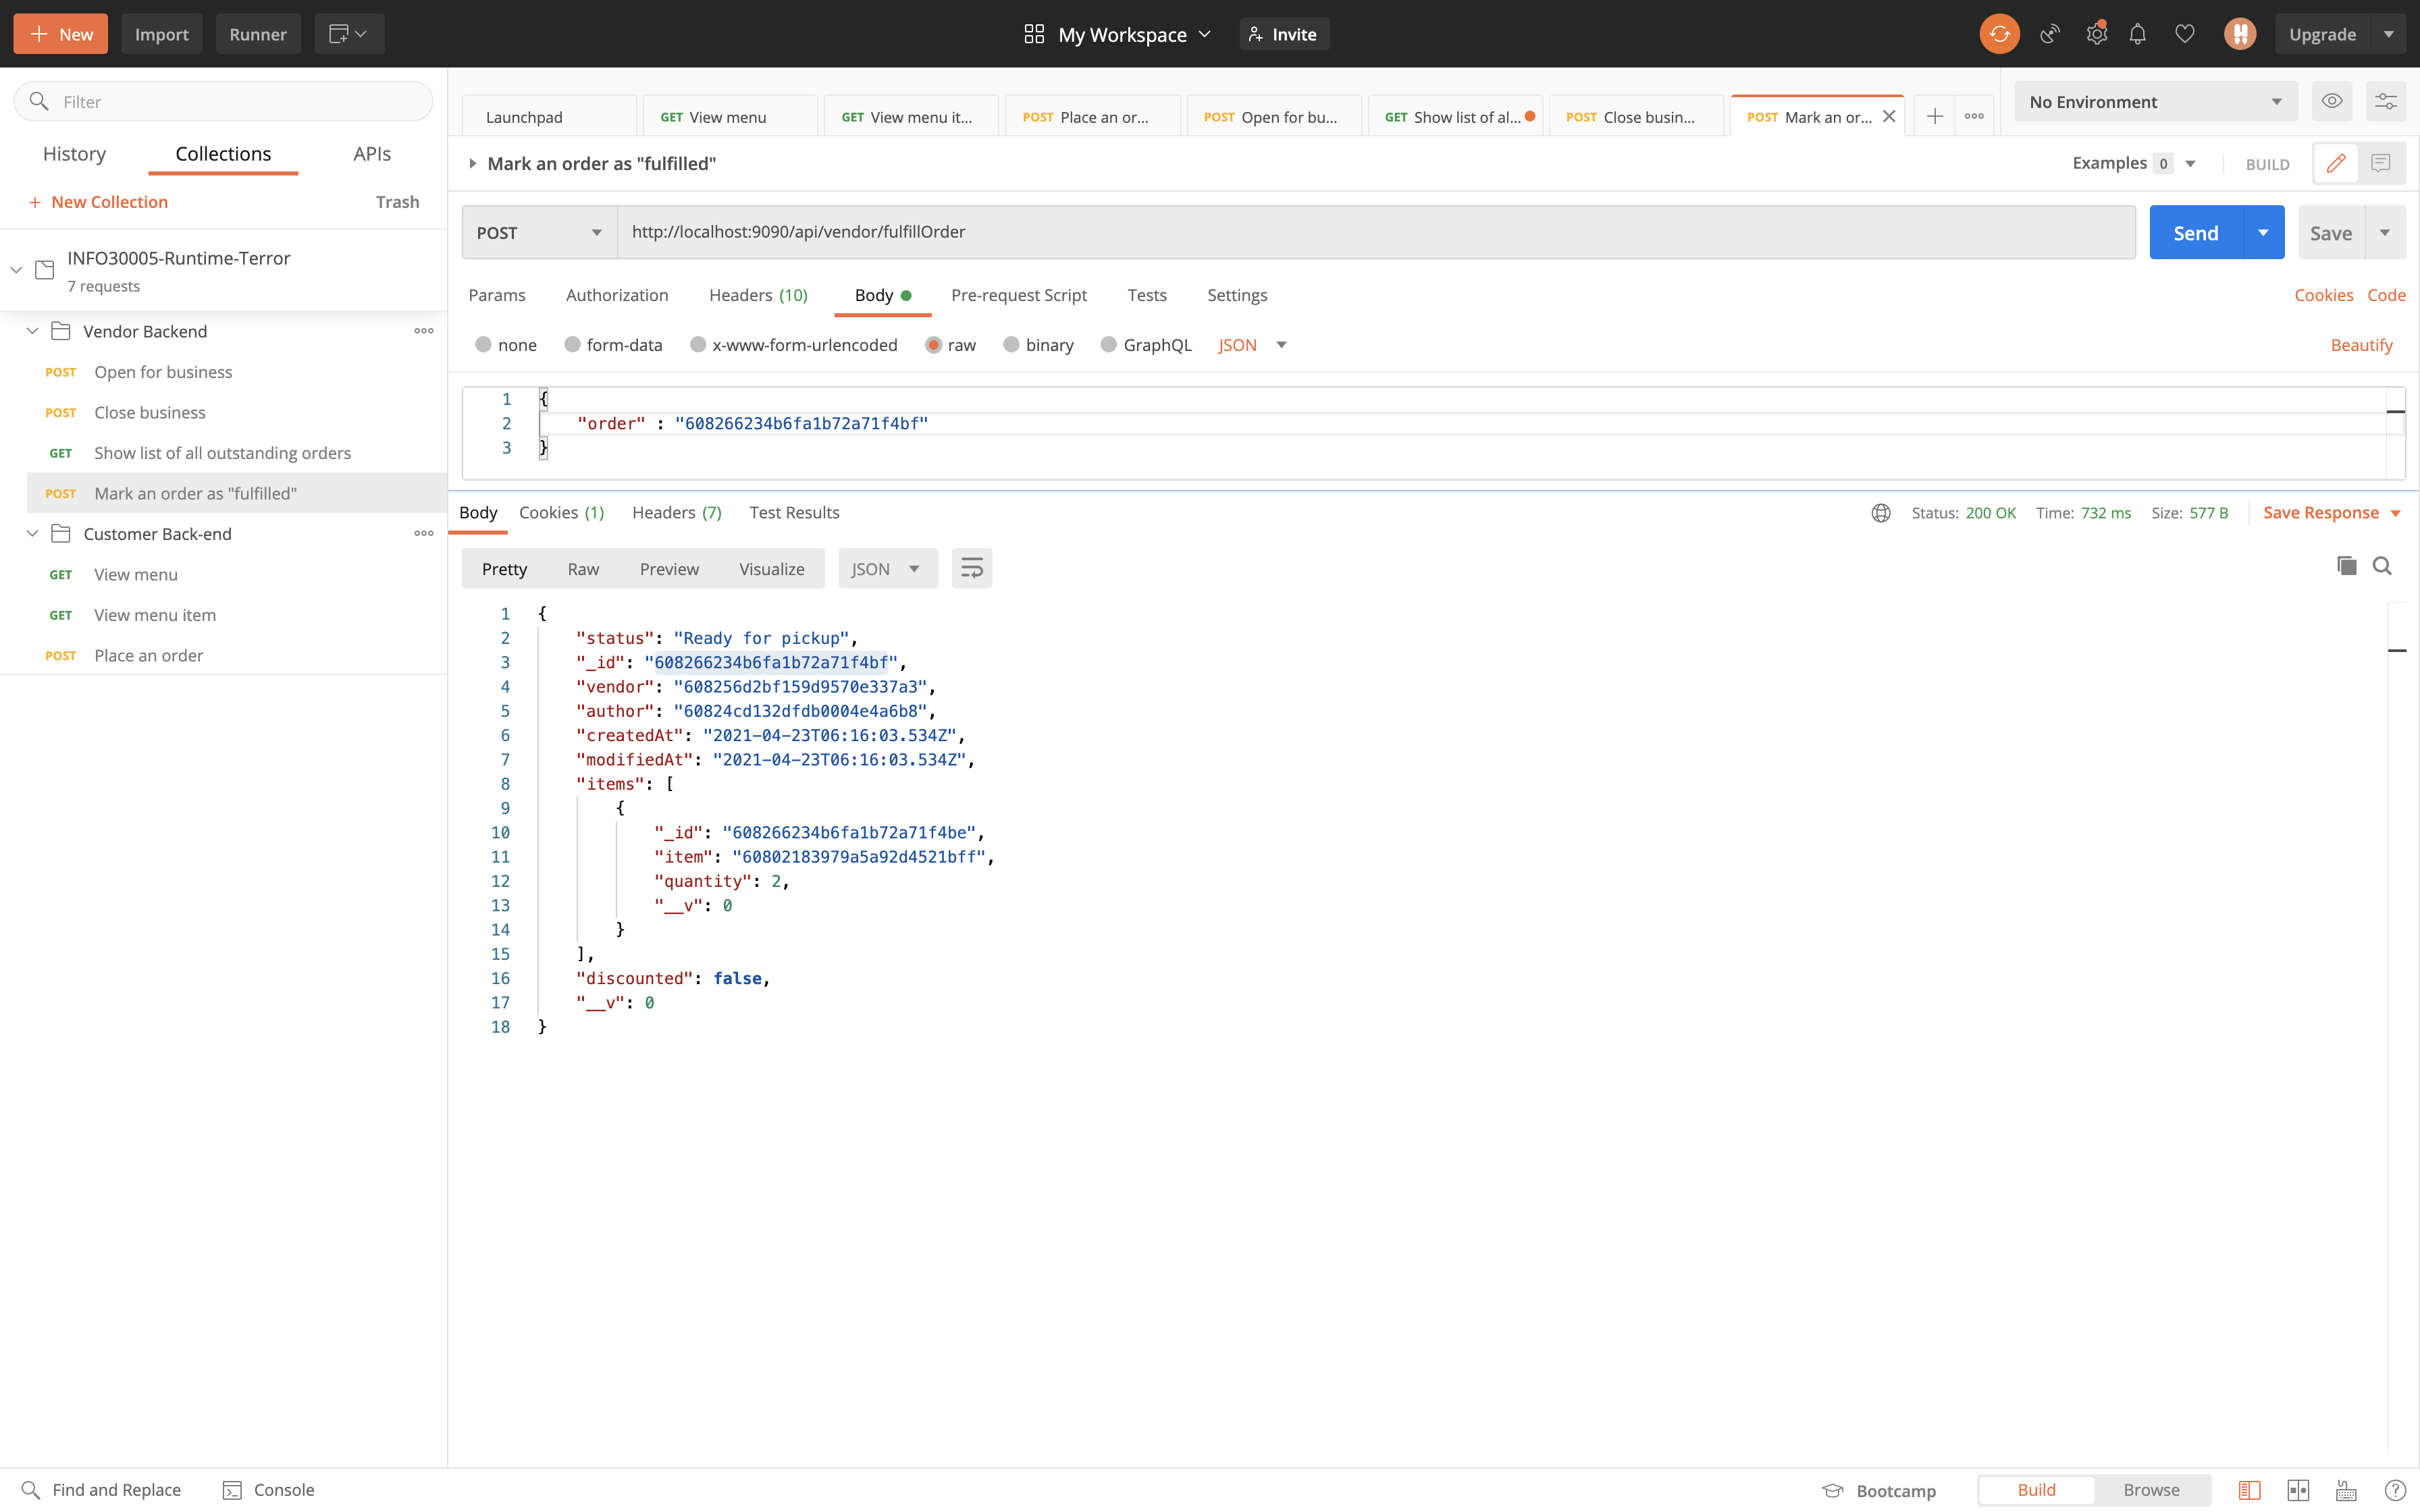 New
Import
Runner
My Workspace
Invite
Upgrade
Filter
History
Collections
APIs
New Collection
Trash
INFO30005-Runtime-Terror
7 requests
Vendor Backend
POST Open for business
POST Close business
GET Show list of all outstanding orders
POST Mark an order as "fulfilled"
Customer Back-end
GET View menu
GET View menu item
POST Place an order
Launchpad
GET View menu
GET View menu it...
POST Place an or...
POST Open for bu...
GET Show list of al...
POST Close busin...
POST Mark an or...
No Environment
Mark an order as "fulfilled"
Examples 0
BUILD
POST
http://localhost:9090/api/vendor/fulfillOrder
Send
Save
Params
Authorization
Headers (10)
Body
Pre-request Script
Tests
Settings
Cookies
Code
none
form-data
x-www-form-urlencoded
raw
binary
GraphQL
JSON
Beautify
1 {
2 "order" : "608266234b6fa1b72a71f4bf"
3 }
Body
Cookies (1)
Headers (7)
Test Results
Status: 200 OK
Time: 732 ms
Size: 577 B
Save Response
Pretty
Raw
Preview
Visualize
JSON
1 {
2 "status": "Ready for pickup",
3 "_id": "608266234b6fa1b72a71f4bf",
4 "vendor": "608256d2bf159d9570e337a3",
5 "author": "60824cd132dfdb0004e4a6b8",
6 "createdAt": "2021-04-23T06:16:03.534Z",
7 "modifiedAt": "2021-04-23T06:16:03.534Z",
8 "items": [
9 {
10 "_id": "608266234b6fa1b72a71f4be",
11 "item": "60802183979a5a92d4521bff",
12 "quantity": 2,
13 "__v": 0
14 }
15 ],
16 "discounted": false,
17 "__v": 0
18 }
Find and Replace
Console
Bootcamp
Build
Browse